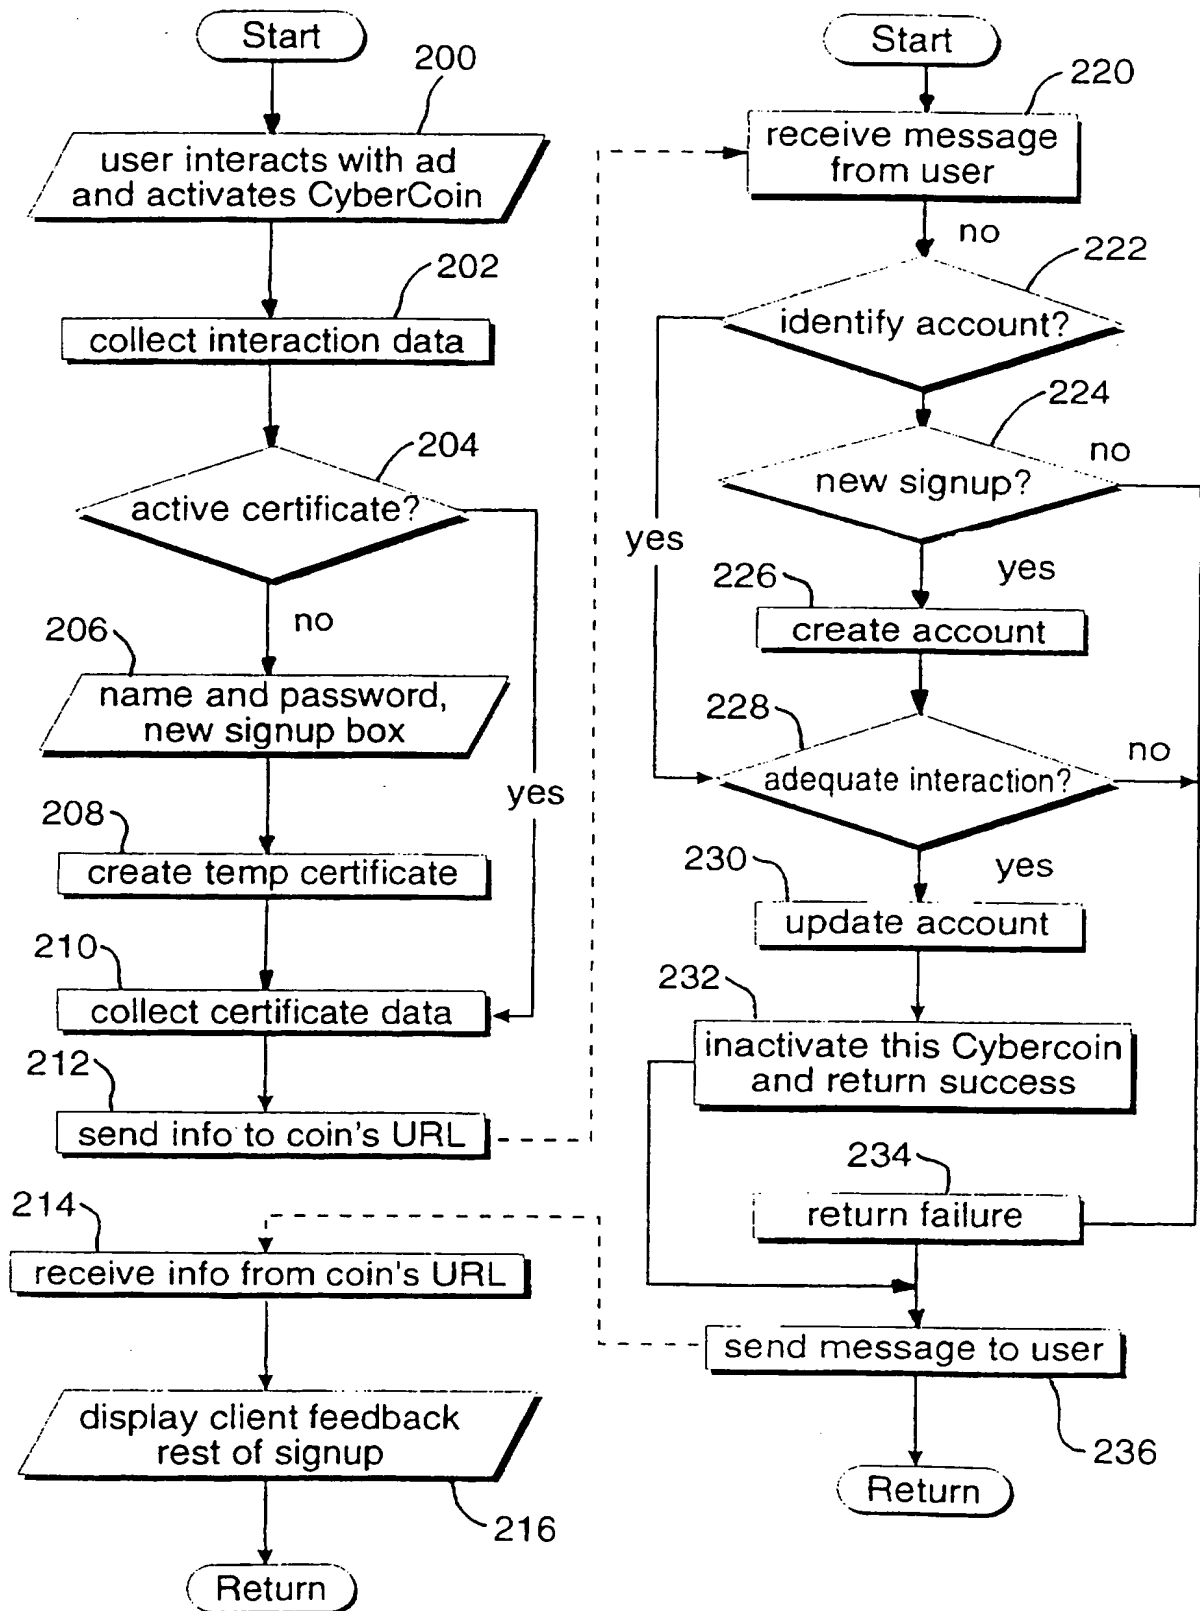 Start
200
user interacts with ad
and activates CyberCoin
202
collect interaction data
204
active certificate?
no
yes
206
name and password,
new signup box
208
create temp certificate
210
collect certificate data
212
send info to coin's URL
214
receive info from coin's URL
display client feedback
rest of signup
216
Return
Start
220
receive message
from user
no
222
identify account?
224
new signup?
no
yes
yes
226
create account
228
adequate interaction?
no
yes
230
update account
232
inactivate this Cybercoin
and return success
234
return failure
send message to user
236
Return